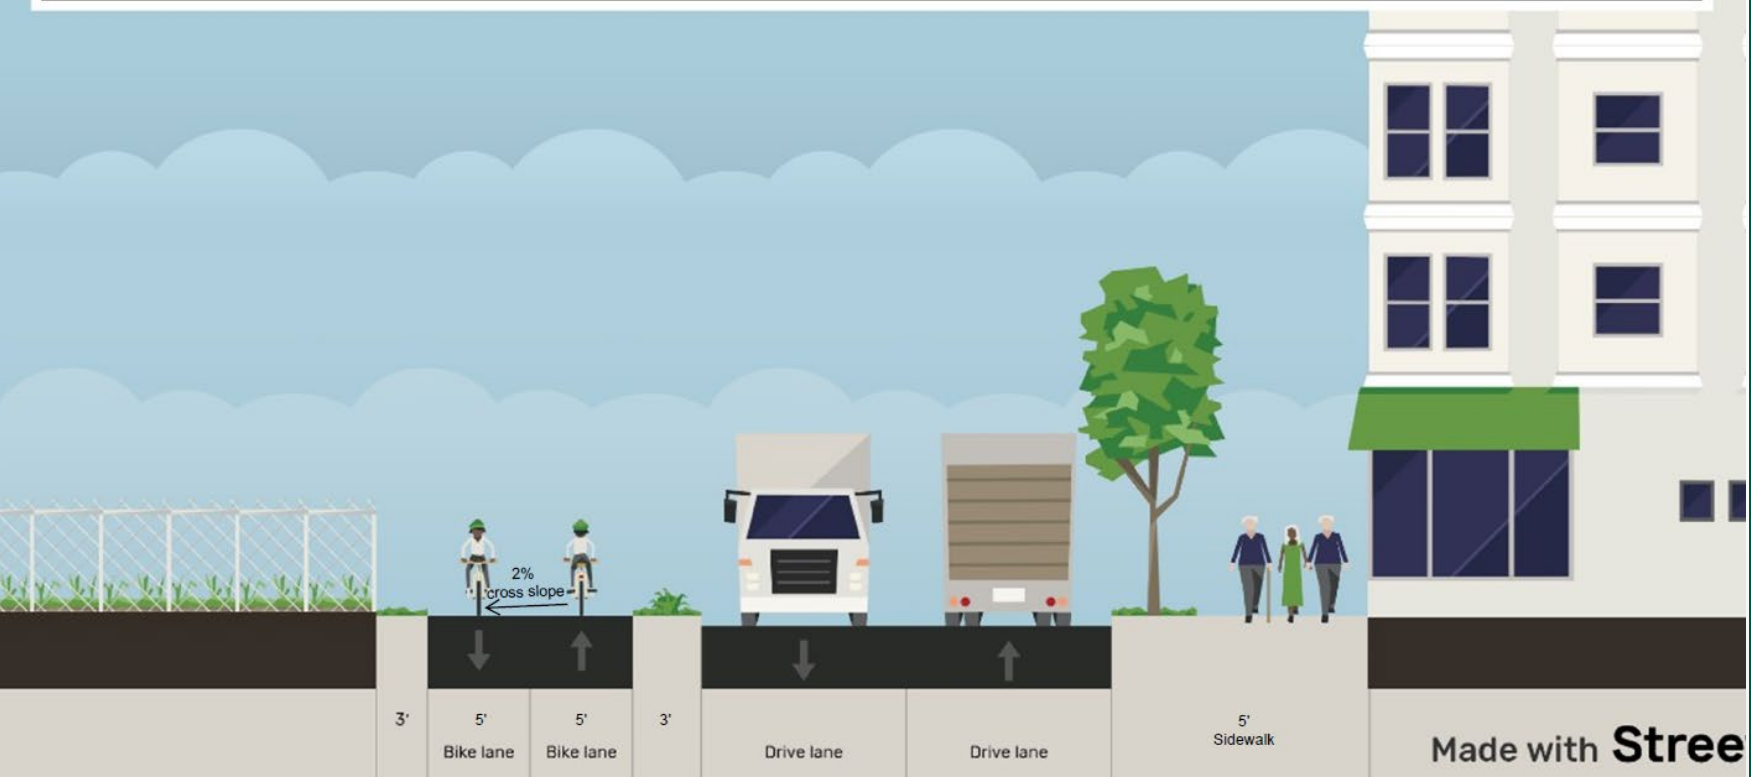 2%
cross slope
3'
5'
5'
3'
5'
Bike lane
Bike lane
Drive lane
Drive lane
Sidewalk
Made with Stree